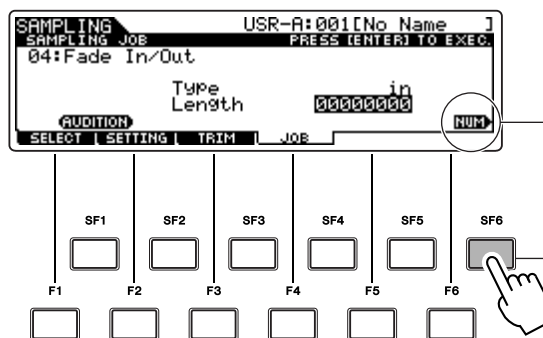 SAMPLING USR-A:001[No Name ]
SAMPLING JOB PRESS [ENTER] TO EXEC.
04:Fade In/Out
Type in
Length 00000000
AUDITION NUM
SELECT SETTING TRIM JOB
SF1 SF2 SF3 SF4 SF5 SF6
F1 F2 F3 F4 F5 F6